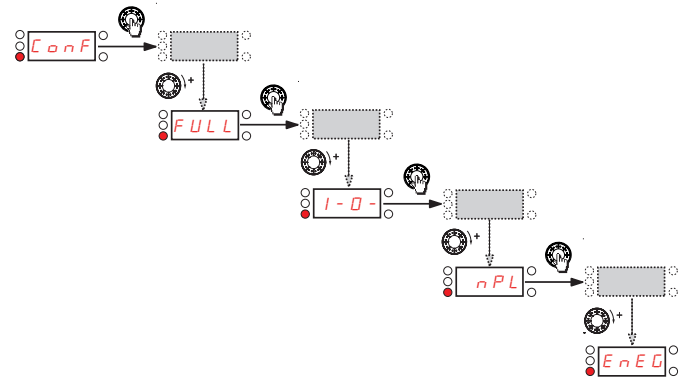 ConF
+
FULL
+
I-O-
+
nPL
+
EnEG